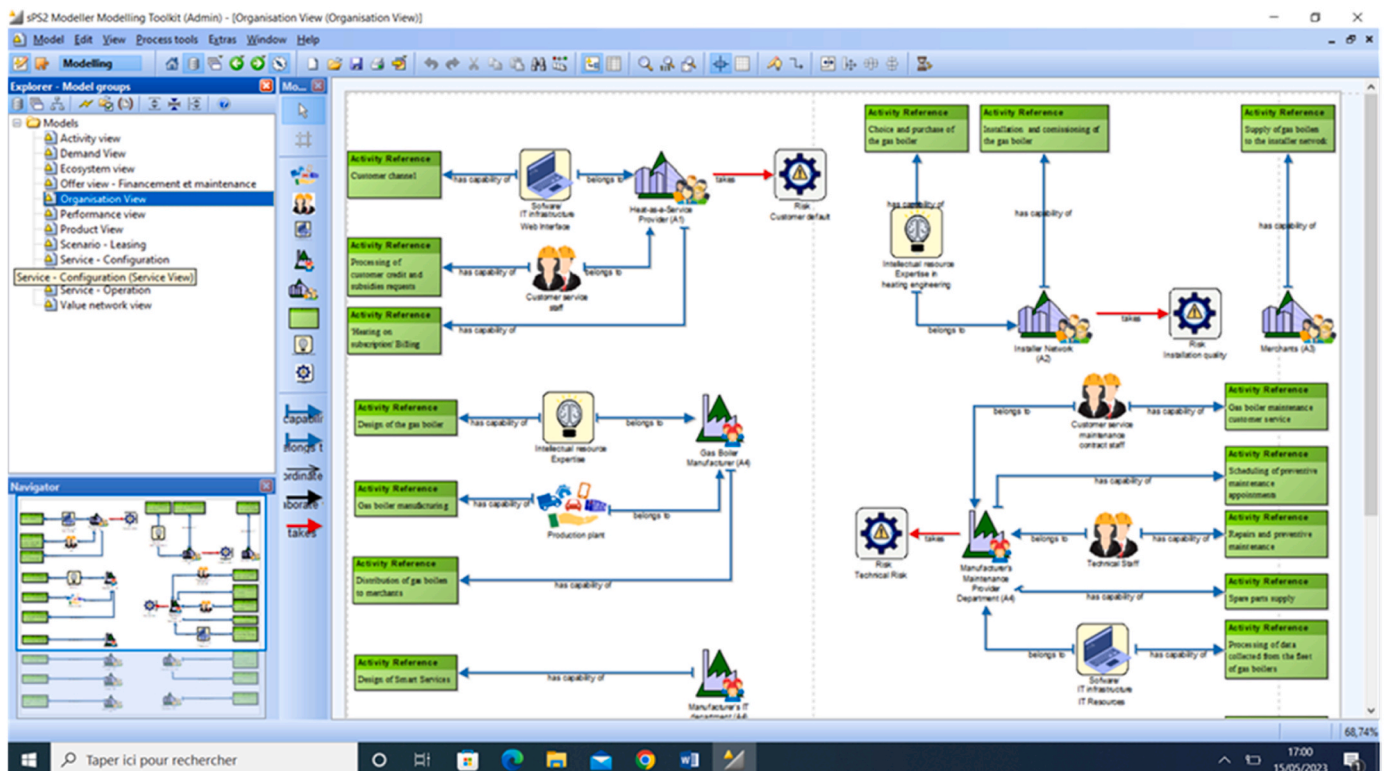 sPS2 Modeller Modelling Toolkit (Admin) - [Organisation View (Organisation View)]
Model Edit View Process tools Extras Window Help
Modelling
Explorer - Model groups
Mo...
Models
Activity view
Demand View
Ecosystem view
Offer view - Financement et maintenance
Organisation View
Performance view
Product View
Scenario - Leasing
Service - Configuration
Service - Configuration (Service View)
Service - Operation
Value network view
Navigator
capabili
ordinate
takes
Activity Reference
Customer channel
has capability of
Sofware/
IT infrastructure
Web Interface
belongs to
Heat-as-a-Service
Provider (A1)
takes
Risk
Customer default
Activity Reference
Processing of
customer credit and
subsidies requests
has capability of
Customer service
staff
belongs to
Activity Reference
'Heating on
subscription' Billing
has capability of
Activity Reference
Choice and purchase of
the gas boiler
has capability of
Intellectual resource
Expertise in
heating engineering
belongs to
Activity Reference
Installation and comissioning of
the gas boiler
has capability of
Installer Network
(A2)
takes
Risk
Installation quality
Activity Reference
Supply of gas boilers
to the installer network
has capability of
Merchants (A3)
Activity Reference
Design of the gas boiler
has capability of
Intellectual resource
Expertise
belongs to
Gas Boiler
Manufacturer (A4)
Activity Reference
Gas boiler manufacturing
has capability of
Production plant
belongs to
Activity Reference
Distribution of gas boilers
to merchants
has capability of
Activity Reference
Design of Smart Services
has capability of
Manufacturer's IT
department (A4)
belongs to
Customer service
maintenance
contract staff
Activity Reference
Gas boiler maintenance
customer service
has capability of
Activity Reference
Scheduling of preventive
maintenance
appointments
Risk
Technical Risk
takes
Manufacturer's
Maintenance
Provider
Department (A4)
belongs to
Technical Staff
has capability of
Activity Reference
Repairs and preventive
maintenance
has capability of
Activity Reference
Spare parts supply
belongs to
Sofware/
IT infrastructure
IT Resources
has capability of
Activity Reference
Processing of data
collected from the fleet
of gas boilers
68,74%
Taper ici pour rechercher
17:00
15/05/2023